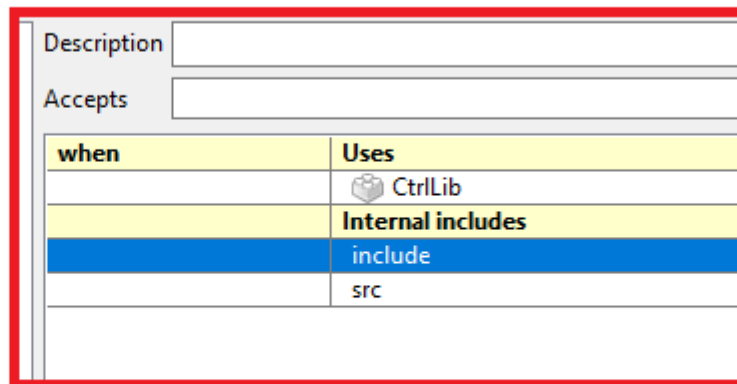 Description
Accepts
when Uses
CtrlLib
Internal includes
include
src